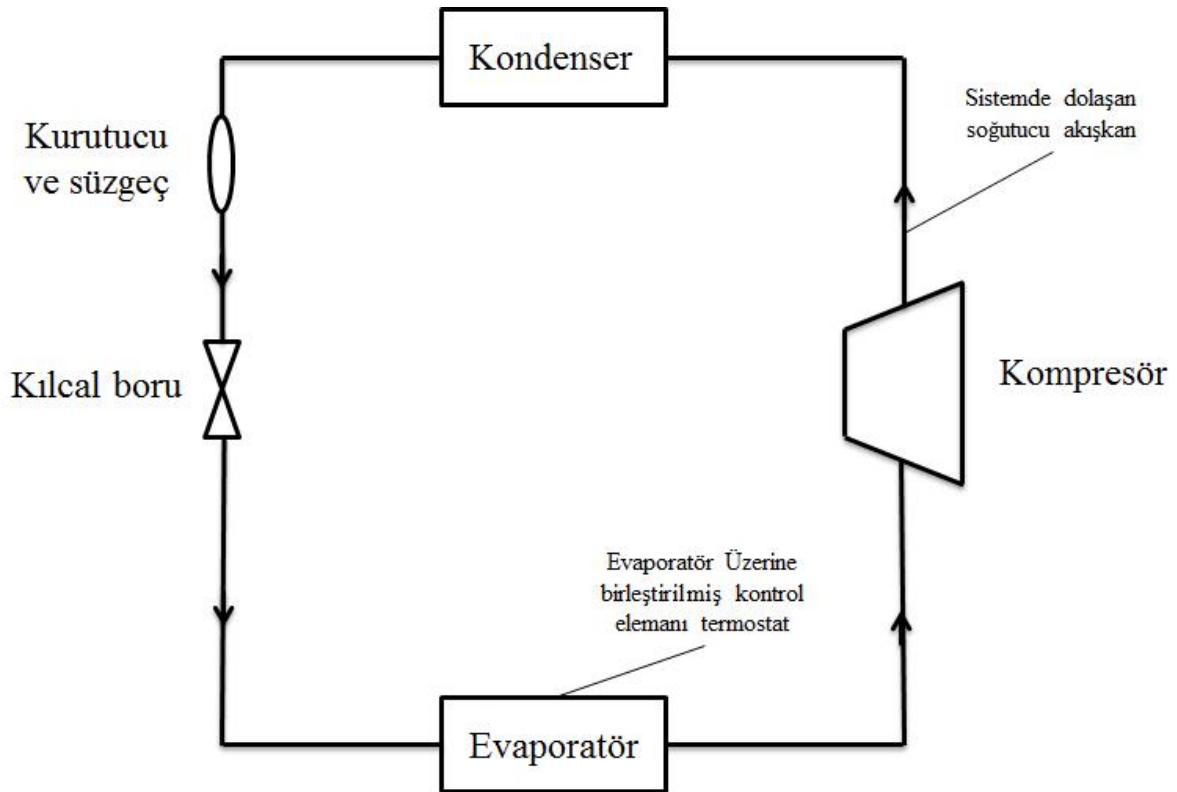 Kondenser
Sistemde dolaşan
soğutucu akışkan
Kurutucu
ve süzgeç
Kılcal boru
Kompresör
Evaporatör Üzerine
birleştirilmiş kontrol
elemanı termostat
Evaporatör